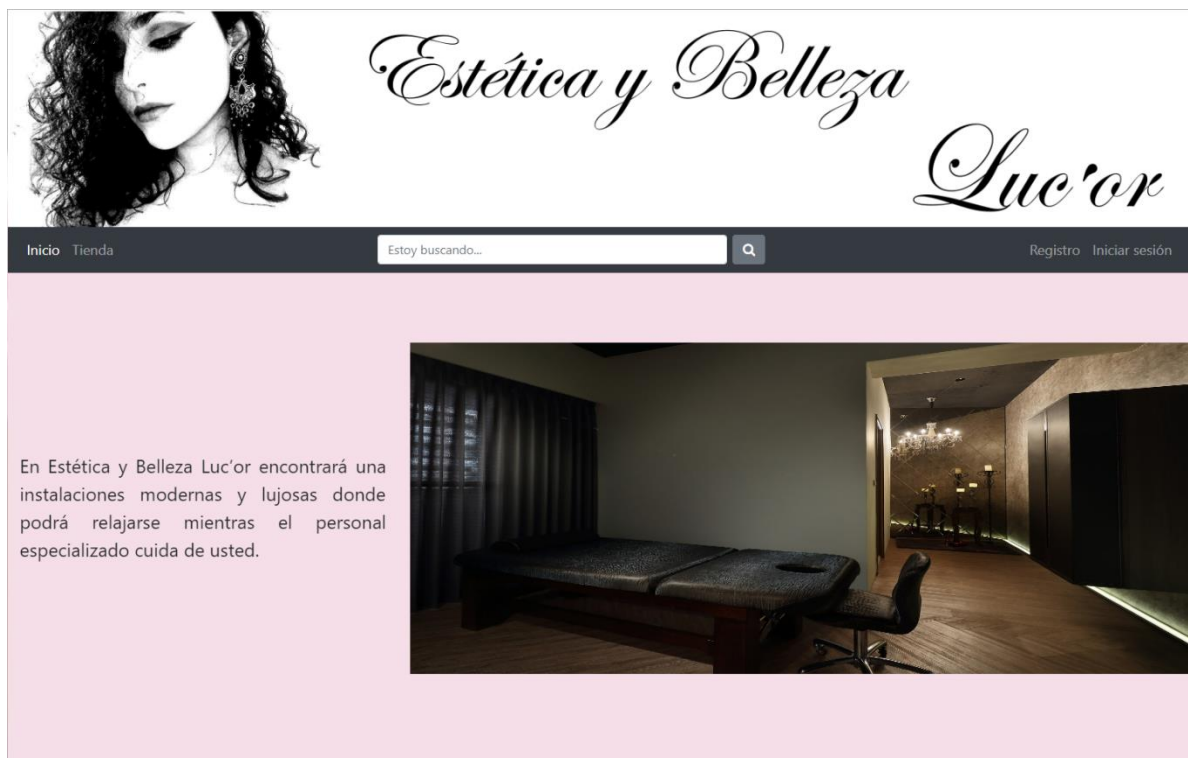 Estética y Belleza
Luc'or
Inicio Tienda Estoy buscando... Registro Iniciar sesión
En Estética y Belleza Luc'or encontrará una
instalaciones modernas y lujosas donde
podrá relajarse mientras el personal
especializado cuida de usted.